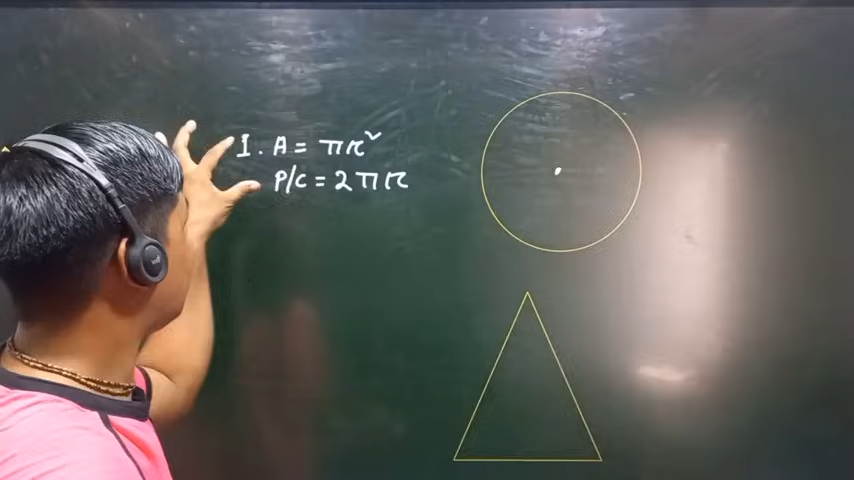 I. A = πr²
P/C = 2πr